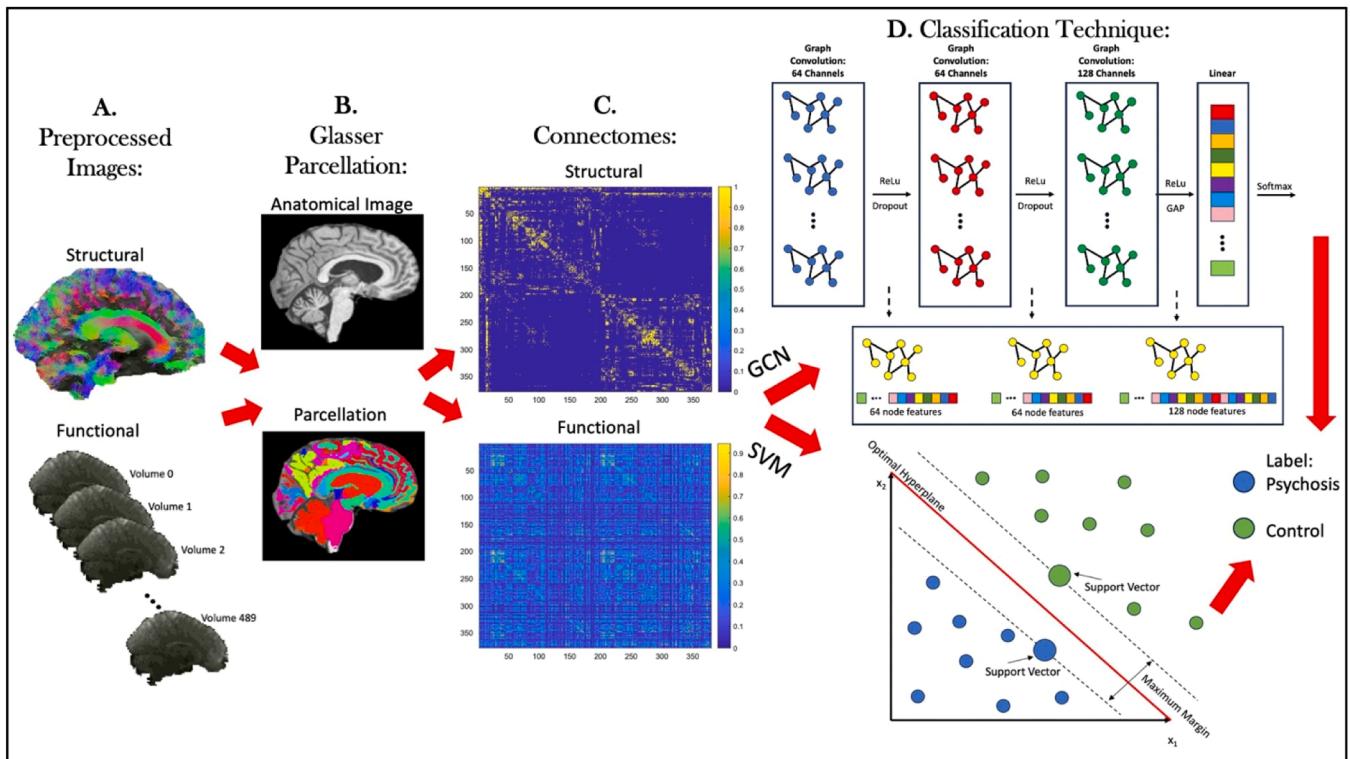 A.
Preprocessed
Images:
Structural
Functional
Volume 0
Volume 1
Volume 2
Volume 489
B.
Glasser
Parcellation:
Anatomical Image
Parcellation
C.
Connectomes:
Structural
50
100
150
200
250
300
350
50 100 150 200 250 300 350
1
0.9
0.8
0.7
0.6
0.5
0.4
0.3
0.2
0.1
0
Functional
50
100
150
200
250
300
350
50 100 150 200 250 300 350
0.9
0.8
0.7
0.6
0.5
0.4
0.3
0.2
0.1
0
GCN
SVM
D. Classification Technique:
Graph
Convolution:
64 Channels
Graph
Convolution:
64 Channels
Graph
Convolution:
128 Channels
Linear
ReLu
Dropout
ReLu
Dropout
ReLu
GAP
Softmax
64 node features
64 node features
128 node features
Optimal Hyperplane
x2
x1
Support Vector
Support Vector
Maximum Margin
Label:
Psychosis
Control